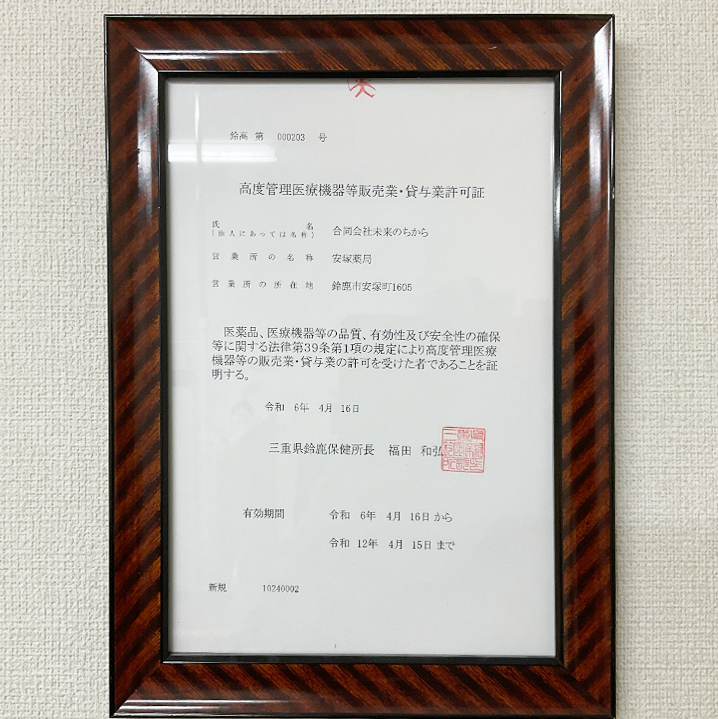 鈴高 第 000203 号
高度管理医療機器等販売業・貸与業許可証
氏名
(法人にあっては名称) 合同会社未来のちから
営業所の名称 安塚薬局
営業所の所在地 鈴鹿市安塚町1605
医薬品、医療機器等の品質、有効性及び安全性の確保
等に関する法律第39条第1項の規定により高度管理医療
機器等の販売業・貸与業の許可を受けた者であることを証
明する。
令和 6年 4月 16日
三重県鈴鹿保健所長 福田 和弘
有効期間 令和 6年 4月 16日 から
令和 12年 4月 15日 まで
新規 10240002